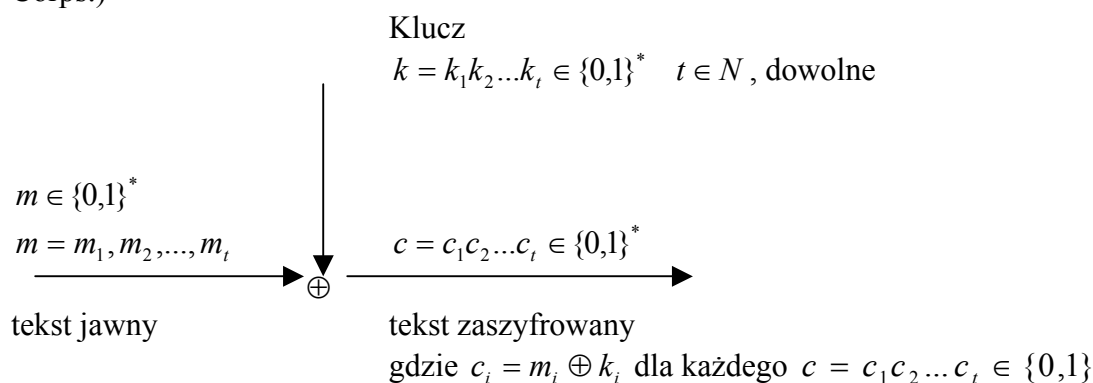 Corps.)
Klucz
k = k₁k₂...kₜ ∈ {0,1}* t ∈ N , dowolne
m ∈ {0,1}*
m = m₁, m₂,..., mₜ
c = c₁c₂...cₜ ∈ {0,1}*
⊕
tekst jawny
tekst zaszyfrowany
gdzie cᵢ = mᵢ ⊕ kᵢ dla każdego c = c₁c₂...cₜ ∈ {0,1}